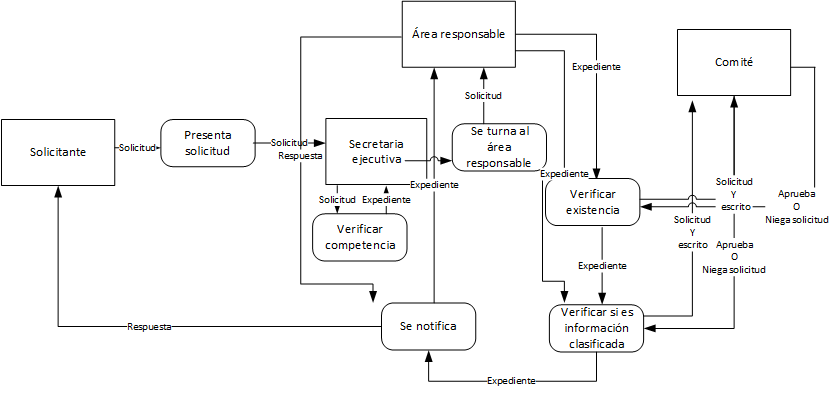 Área responsable
Expediente
Comité
Solicitud
Solicitante
Solicitud
Presenta
solicitud
Solicitud
Respuesta
Secretaria
ejecutiva
Se turna al
área
responsable
Expediente
Expediente
Solicitud
Expediente
Verificar
competencia
Verificar
existencia
Solicitud
Y
escrito
Aprueba
O
Niega solicitud
Solicitud
Y
escrito
Aprueba
O
Niega solicitud
Expediente
Respuesta
Se notifica
Verificar si es
información
clasificada
Expediente